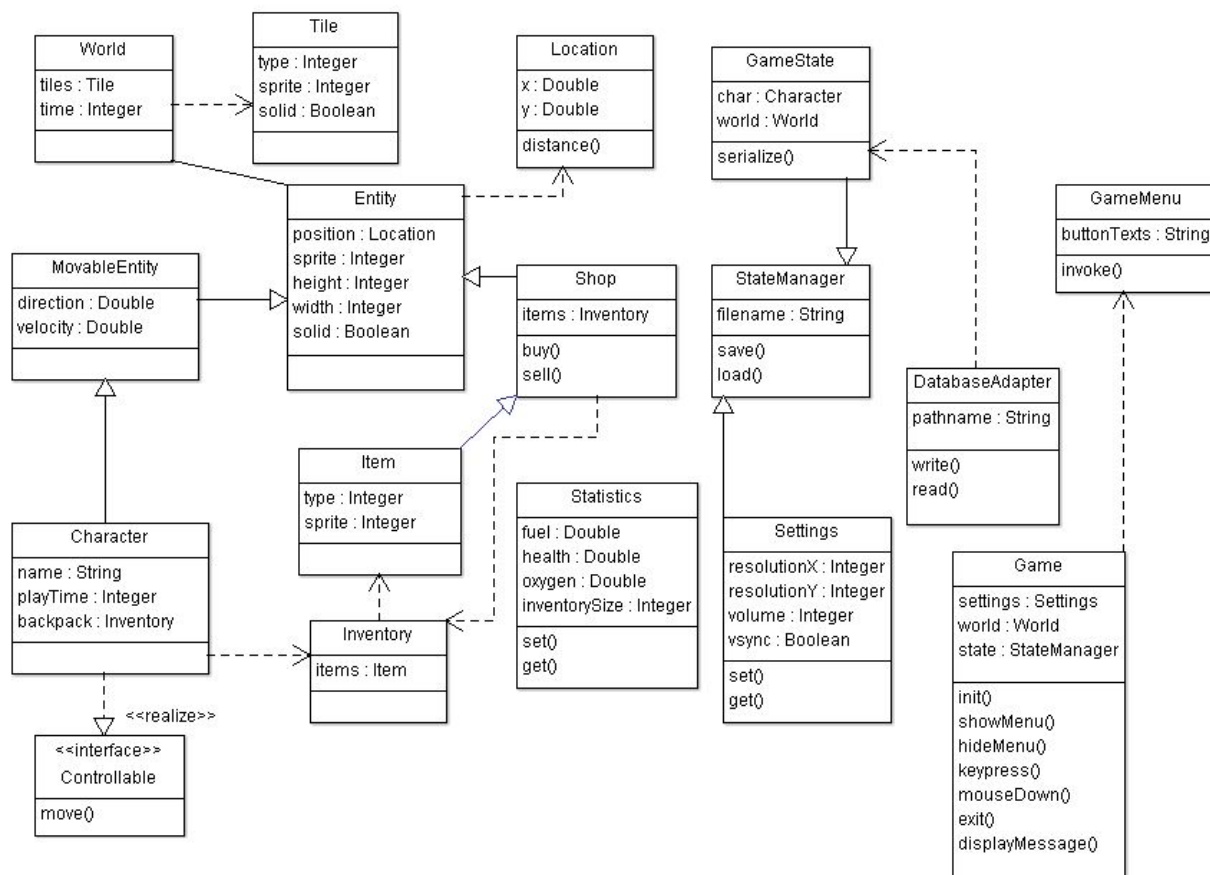 World
tiles : Tile
time : Integer
Tile
type : Integer
sprite : Integer
solid : Boolean
Location
x : Double
y : Double
distance()
GameState
char : Character
world : World
serialize()
Entity
position : Location
sprite : Integer
height : Integer
width : Integer
solid : Boolean
GameMenu
buttonTexts : String
invoke()
MovableEntity
direction : Double
velocity : Double
Shop
items : Inventory
buy()
sell()
StateManager
filename : String
save()
load()
DatabaseAdapter
pathname : String
write()
read()
Item
type : Integer
sprite : Integer
Statistics
fuel : Double
health : Double
oxygen : Double
inventorySize : Integer
set()
get()
Settings
resolutionX : Integer
resolutionY : Integer
volume : Integer
vsync : Boolean
set()
get()
Character
name : String
playTime : Integer
backpack : Inventory
Game
settings : Settings
world : World
state : StateManager
init()
showMenu()
hideMenu()
keypress()
mouseDown()
exit()
displayMessage()
Inventory
items : Item
<<realize>>
<<interface>>
Controllable
move()